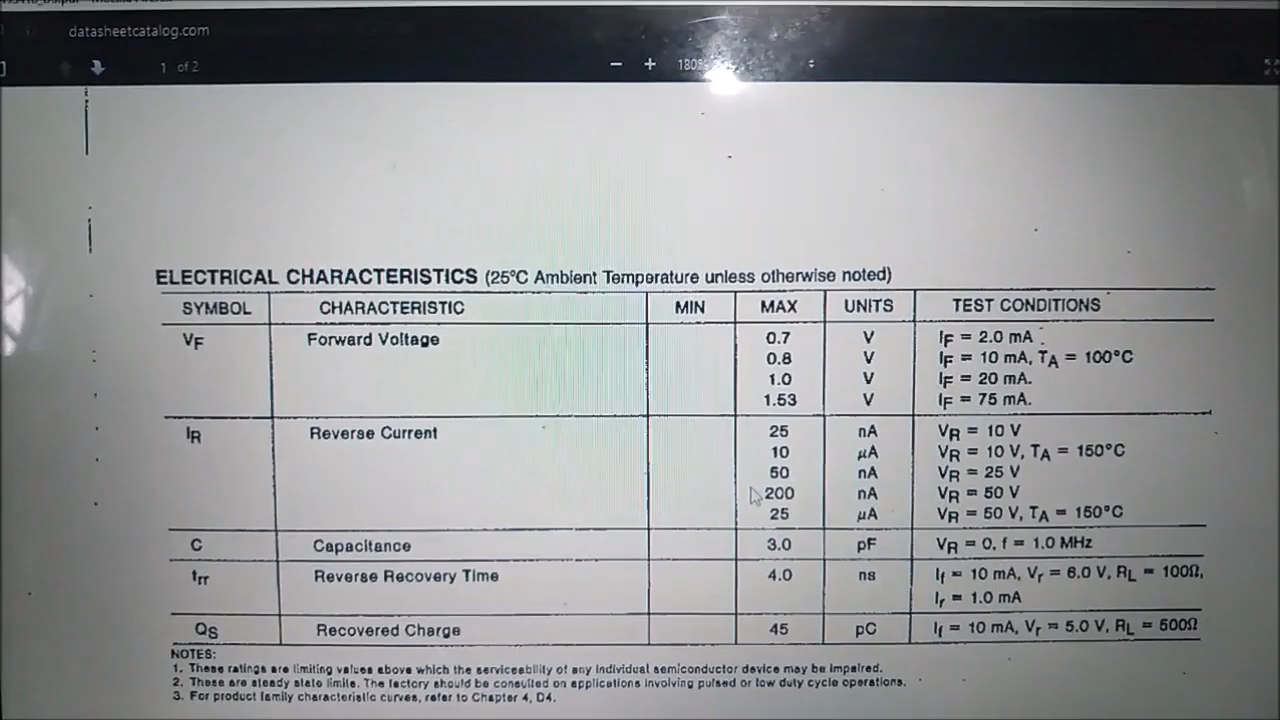 datasheetcatalog.com
1 of 2
− + 180%
ELECTRICAL CHARACTERISTICS (25°C Ambient Temperature unless otherwise noted)
SYMBOL CHARACTERISTIC MIN MAX UNITS TEST CONDITIONS
VF Forward Voltage 0.7 V IF = 2.0 mA
0.8 V IF = 10 mA, TA = 100°C
1.0 V IF = 20 mA.
1.53 V IF = 75 mA.
IR Reverse Current 25 nA VR = 10 V
10 µA VR = 10 V, TA = 150°C
50 nA VR = 25 V
200 nA VR = 50 V
25 µA VR = 50 V, TA = 150°C
C Capacitance 3.0 pF VR = 0, f = 1.0 MHz
trr Reverse Recovery Time 4.0 ns If = 10 mA, Vr = 6.0 V, RL = 100Ω,
Ir = 1.0 mA
QS Recovered Charge 45 pC If = 10 mA, Vr = 5.0 V, RL = 500Ω
NOTES:
1. These ratings are limiting values above which the serviceability of any individual semiconductor device may be impaired.
2. These are steady state limits. The factory should be consulted on applications involving pulsed or low duty cycle operations.
3. For product family characteristic curves, refer to Chapter 4, D4.